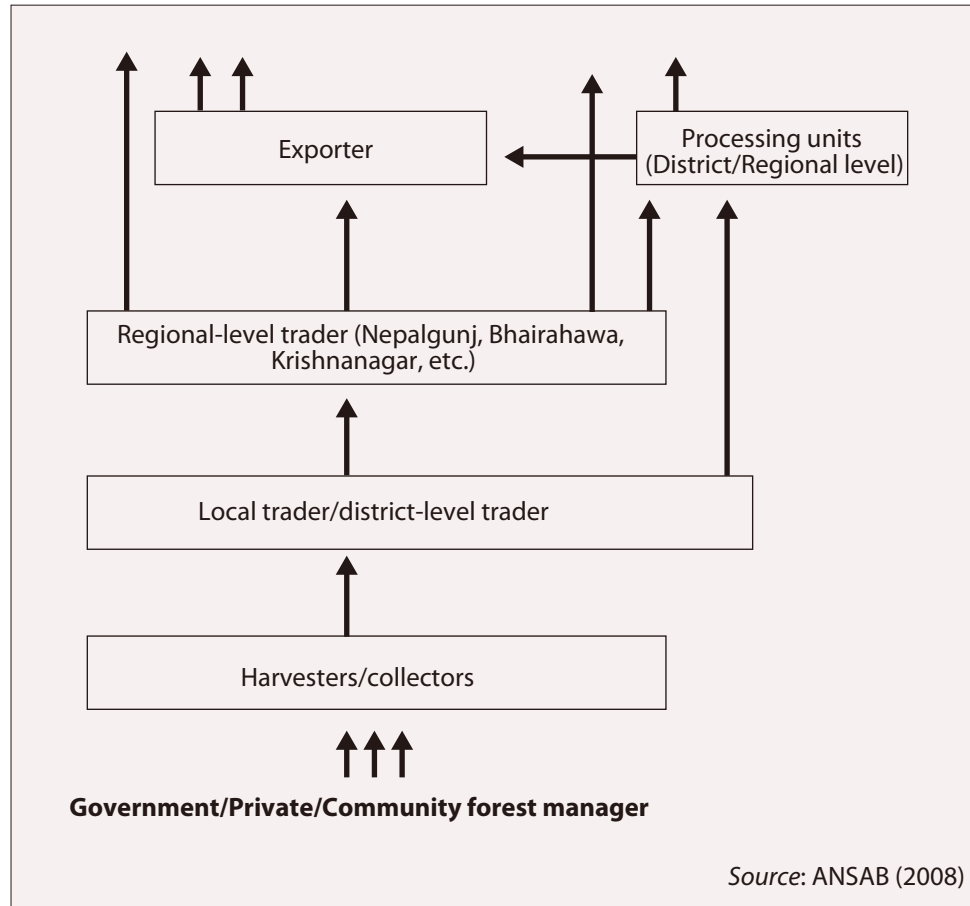 Exporter
Processing units
(District/Regional level)
Regional-level trader (Nepalgunj, Bhairahawa,
Krishnanagar, etc.)
Local trader/district-level trader
Harvesters/collectors
Government/Private/Community forest manager
Source: ANSAB (2008)